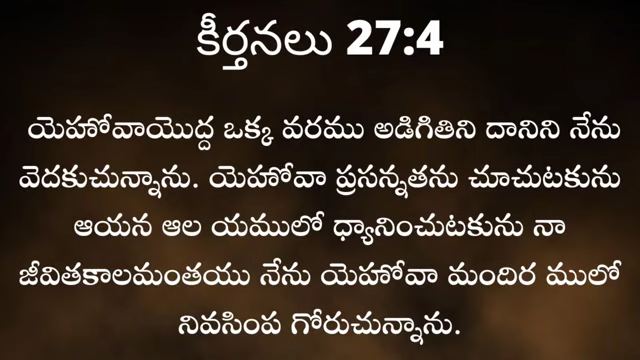 కీర్తనలు 27:4
యెహోవాయొద్ద ఒక్క వరము అడిగితిని దానిని నేను
వెదకుచున్నాను. యెహోవా ప్రసన్నతను చూచుటకును
ఆయన ఆల యములో ధ్యానించుటకును నా
జీవితకాలమంతయు నేను యెహోవా మందిర ములో
నివసింప గోరుచున్నాను.